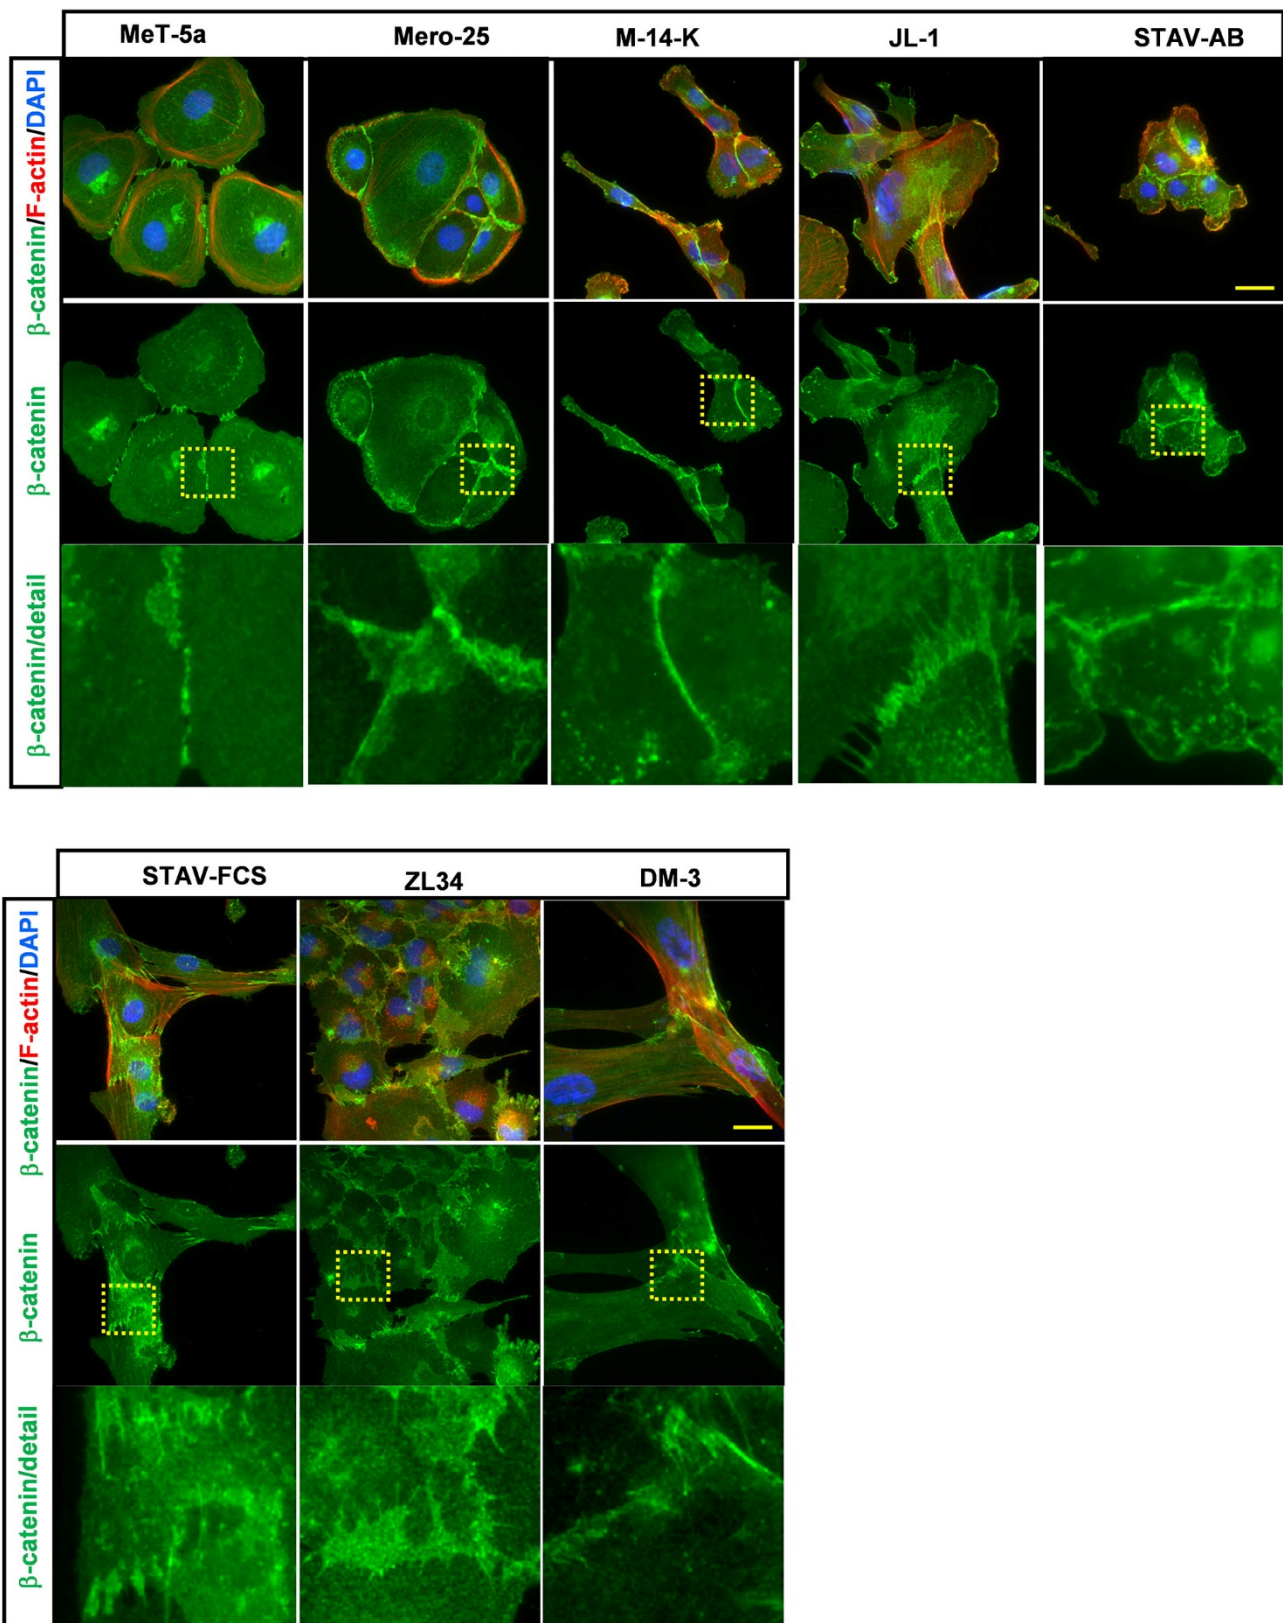 MeT-5a Mero-25 M-14-K JL-1 STAV-AB
β-catenin/F-actin/DAPI
β-catenin
β-catenin/detail
STAV-FCS ZL34 DM-3
β-catenin/F-actin/DAPI
β-catenin
β-catenin/detail